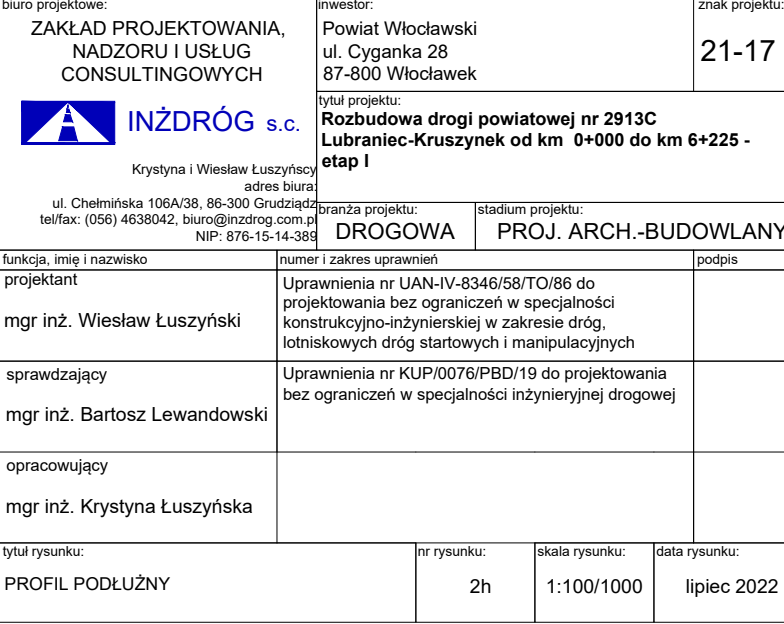 biuro projektowe:
ZAKŁAD PROJEKTOWANIA,
NADZORU I USŁUG
CONSULTINGOWYCH
INŻDRÓG s.c.
Krystyna i Wiesław Łuszyńscy
adres biura:
ul. Chełmińska 106A/38, 86-300 Grudziądz
tel/fax: (056) 4638042, biuro@inzdrog.com.pl
NIP: 876-15-14-389
inwestor:
Powiat Włocławski
ul. Cyganka 28
87-800 Włocławek
znak projektu:
21-17
tytuł projektu:
Rozbudowa drogi powiatowej nr 2913C
Lubraniec-Kruszynek od km 0+000 do km 6+225 -
etap I
branża projektu:
DROGOWA
stadium projektu:
PROJ. ARCH.-BUDOWLANY
funkcja, imię i nazwisko
numer i zakres uprawnień
podpis
projektant
mgr inż. Wiesław Łuszyński
Uprawnienia nr UAN-IV-8346/58/TO/86 do
projektowania bez ograniczeń w specjalności
konstrukcyjno-inżynierskiej w zakresie dróg,
lotniskowych dróg startowych i manipulacyjnych
sprawdzający
mgr inż. Bartosz Lewandowski
Uprawnienia nr KUP/0076/PBD/19 do projektowania
bez ograniczeń w specjalności inżynieryjnej drogowej
opracowujący
mgr inż. Krystyna Łuszyńska
tytuł rysunku:
PROFIL PODŁUŻNY
nr rysunku:
2h
skala rysunku:
1:100/1000
data rysunku:
lipiec 2022